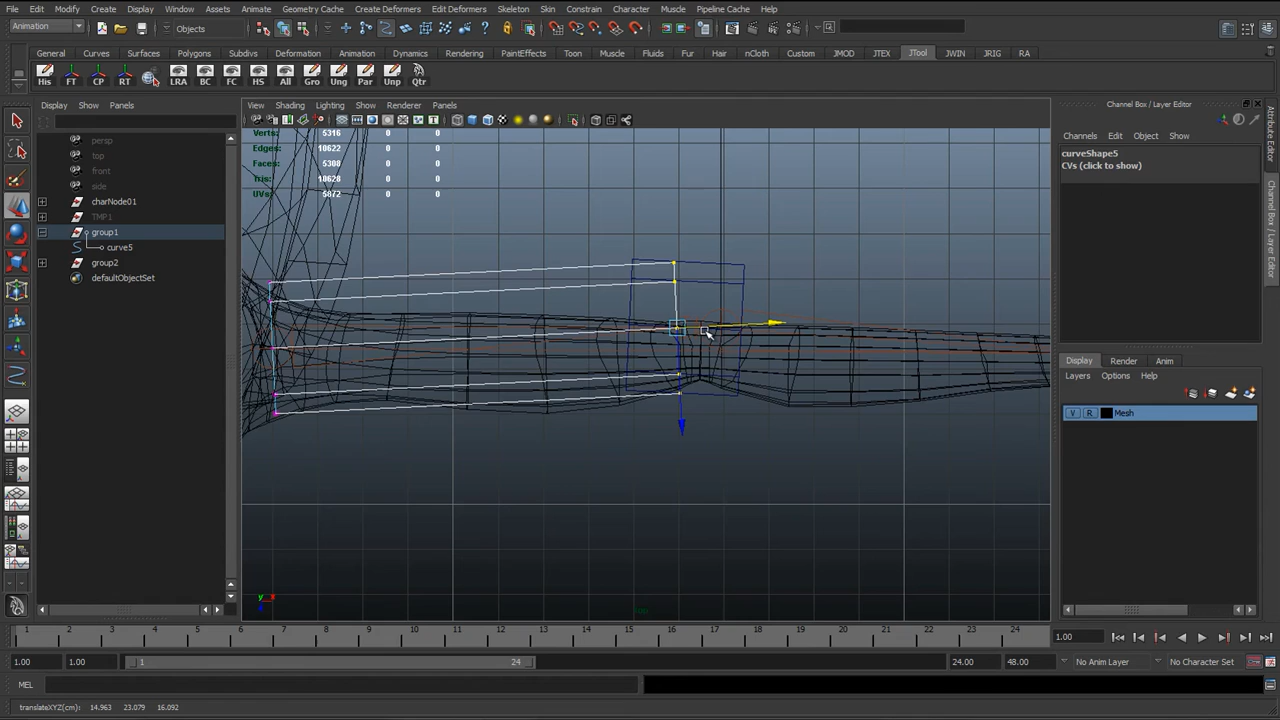 Edit Modify Create Display Window Assets Animate Geometry Cache Create Deformers Edit Deformers Skeleton Skin Constrain Character Muscle Pipeline Cache Help
Animation Objects
General Curves Surfaces Polygons Subdivs Deformation Animation Dynamics Rendering PaintEffects Toon Muscle Fluids Fur Hair nCloth Custom JMOD JTEX JTool JWIN JRIG RA
His FT CP RT LRA BC FC HS All Gro Ung Par Unp Qtr
Display Show Panels
View Shading Lighting Show Renderer Panels
Channel Box / Layer Editor
Channels Edit Object Show
Verts: 5316 0 0
Edges: 10622 0 0
Faces: 5308 0 0
Tris: 10628 0 0
UVs: 5872 0 0
persp
top
front
side
charNode01
TMP1
group1
curve5
group2
defaultObjectSet
curveShape5
CVs (click to show)
Attribute Editor
Channel Box / Layer Editor
Display Render Anim
Layers Options Help
V R Mesh
y x
1 2 3 4 5 6 7 8 9 10 11 12 13 14 15 16 17 18 19 20 21 22 23 24 1.00
1.00 1.00 1 24 24.00 48.00 No Anim Layer No Character Set
MEL
translateXYZ(cm): 14.963 23.079 16.092